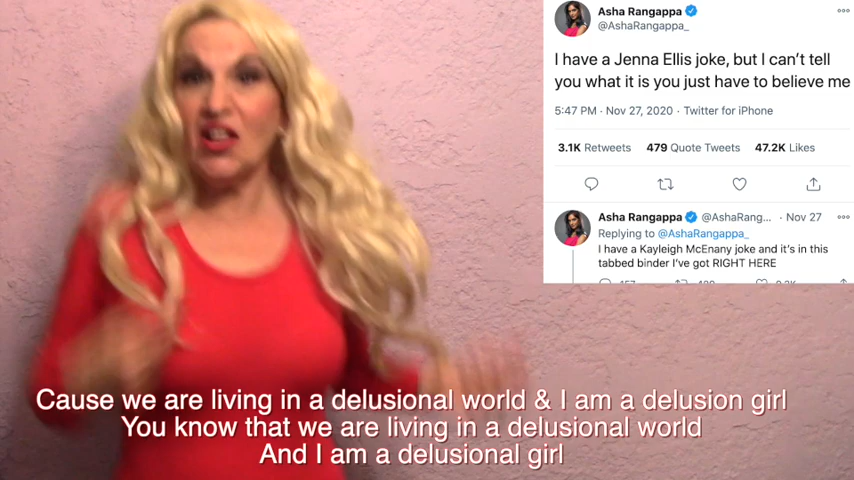 Asha Rangappa
@AshaRangappa_
I have a Jenna Ellis joke, but I can't tell
you what it is you just have to believe me
5:47 PM · Nov 27, 2020 · Twitter for iPhone
3.1K Retweets 479 Quote Tweets 47.2K Likes
Asha Rangappa @AshaRang... · Nov 27
Replying to @AshaRangappa_
I have a Kayleigh McEnany joke and it's in this
tabbed binder I've got RIGHT HERE
Cause we are living in a delusional world & I am a delusion girl
You know that we are living in a delusional world
And I am a delusional girl